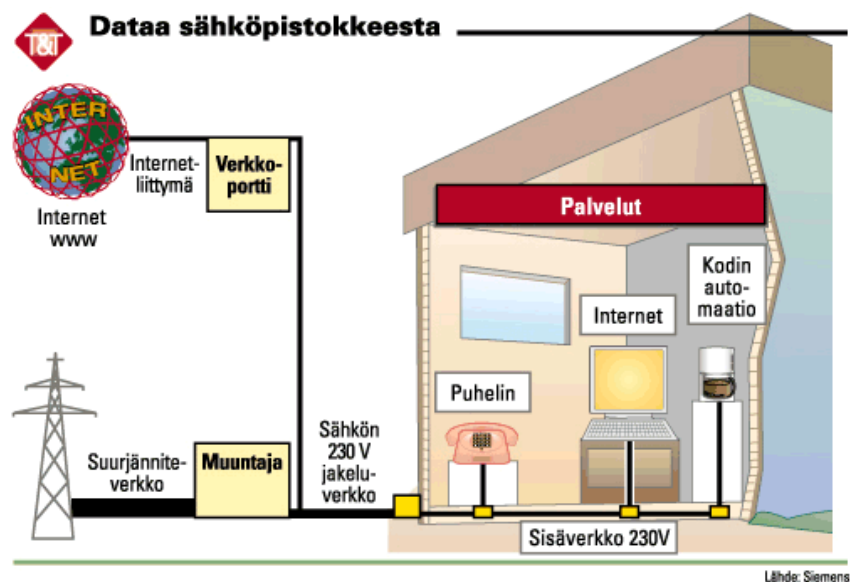 T&T
Dataa sähköpistokkeesta
INTER
NET
Internet
www
Internet-
liittymä
Verkko-
portti
Palvelut
Kodin
auto-
maatio
Internet
Puhelin
Suurjännite-
verkko
Muuntaja
Sähkön
230 V
jakelu-
verkko
Sisäverkko 230V
Lähde: Siemens